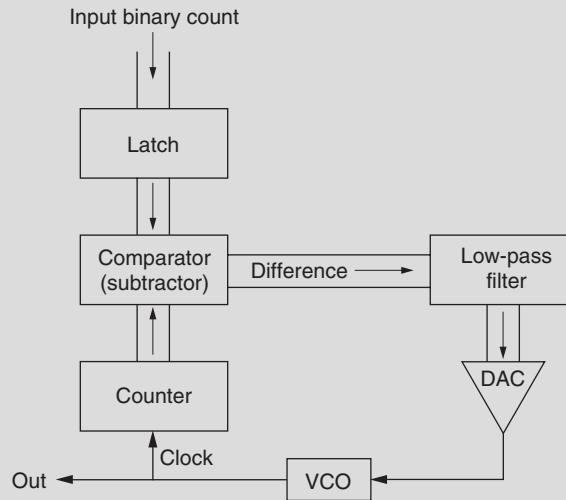 Input binary count
Latch
Comparator
(subtractor)
Difference
Low-pass
filter
Counter
DAC
Clock
Out
VCO